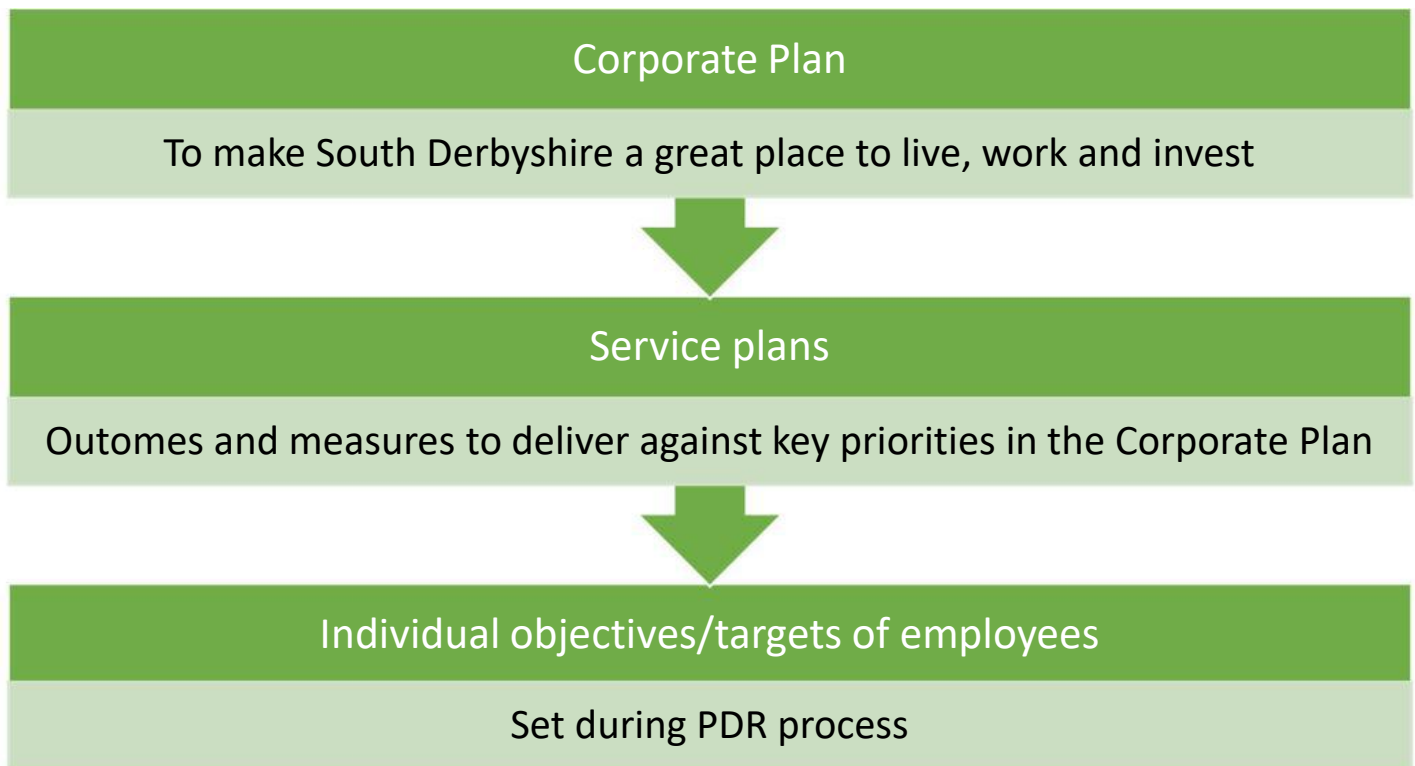 Corporate Plan
To make South Derbyshire a great place to live, work and invest
Service plans
Outomes and measures to deliver against key priorities in the Corporate Plan
Individual objectives/targets of employees
Set during PDR process